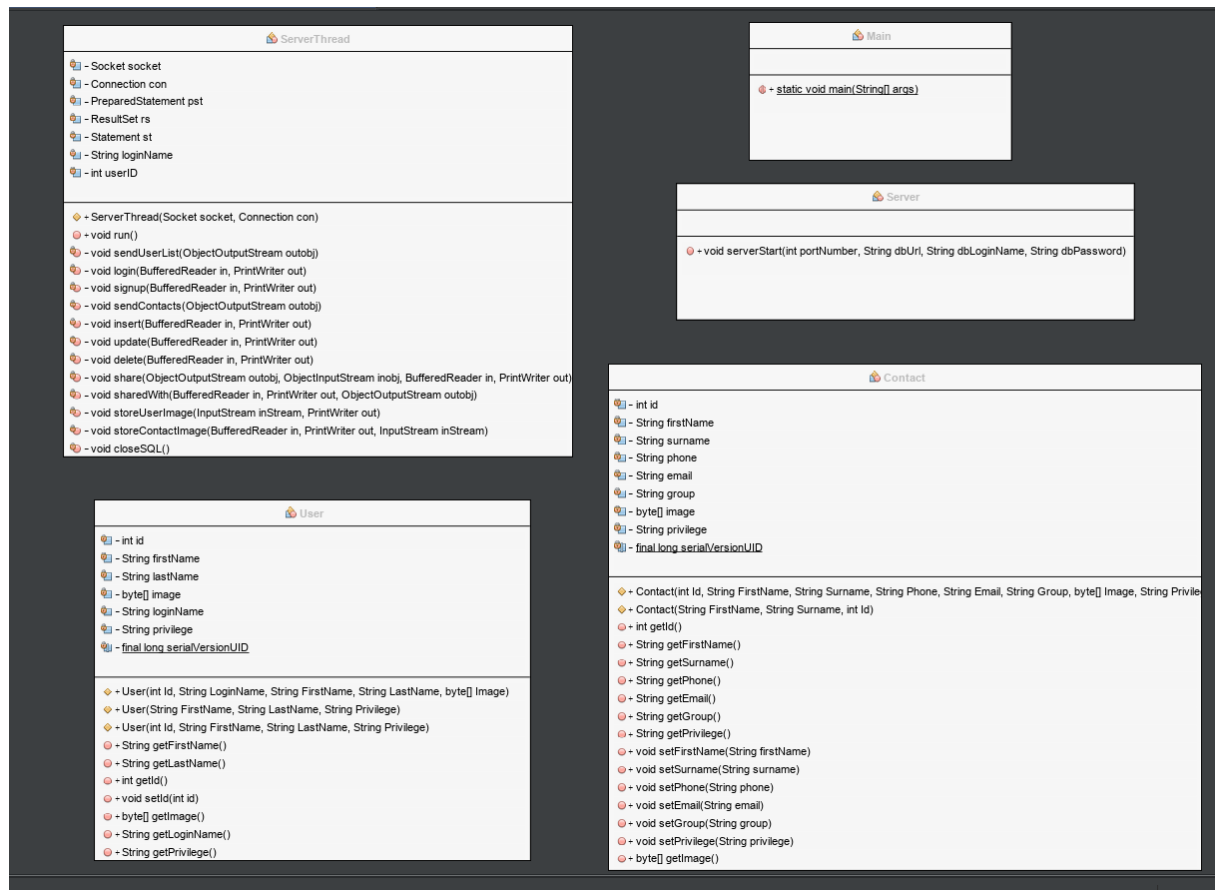 ServerThread
- Socket socket
- Connection con
- PreparedStatement pst
- ResultSet rs
- Statement st
- String loginName
- int userID
+ ServerThread(Socket socket, Connection con)
+ void run()
- void sendUserList(ObjectOutputStream outobj)
- void login(BufferedReader in, PrintWriter out)
- void signup(BufferedReader in, PrintWriter out)
- void sendContacts(ObjectOutputStream outobj)
- void insert(BufferedReader in, PrintWriter out)
- void update(BufferedReader in, PrintWriter out)
- void delete(BufferedReader in, PrintWriter out)
- void share(ObjectOutputStream outobj, ObjectInputStream inobj, BufferedReader in, PrintWriter out)
- void sharedWith(BufferedReader in, PrintWriter out, ObjectOutputStream outobj)
- void storeUserImage(InputStream inStream, PrintWriter out)
- void storeContactImage(BufferedReader in, PrintWriter out, InputStream inStream)
- void closeSQL()
Main
+ static void main(String[] args)
Server
+ void serverStart(int portNumber, String dbUrl, String dbLoginName, String dbPassword)
User
- int id
- String firstName
- String lastName
- byte[] image
- String loginName
- String privilege
- final long serialVersionUID
+ User(int Id, String LoginName, String FirstName, String LastName, byte[] Image)
+ User(String FirstName, String LastName, String Privilege)
+ User(int Id, String FirstName, String LastName, String Privilege)
+ String getFirstName()
+ String getLastName()
+ int getId()
+ void setId(int id)
+ byte[] getImage()
+ String getLoginName()
+ String getPrivilege()
Contact
- int id
- String firstName
- String surname
- String phone
- String email
- String group
- byte[] image
- String privilege
- final long serialVersionUID
+ Contact(int Id, String FirstName, String Surname, String Phone, String Email, String Group, byte[] Image, String Privile
+ Contact(String FirstName, String Surname, int Id)
+ int getId()
+ String getFirstName()
+ String getSurname()
+ String getPhone()
+ String getEmail()
+ String getGroup()
+ String getPrivilege()
+ void setFirstName(String firstName)
+ void setSurname(String surname)
+ void setPhone(String phone)
+ void setEmail(String email)
+ void setGroup(String group)
+ void setPrivilege(String privilege)
+ byte[] getImage()